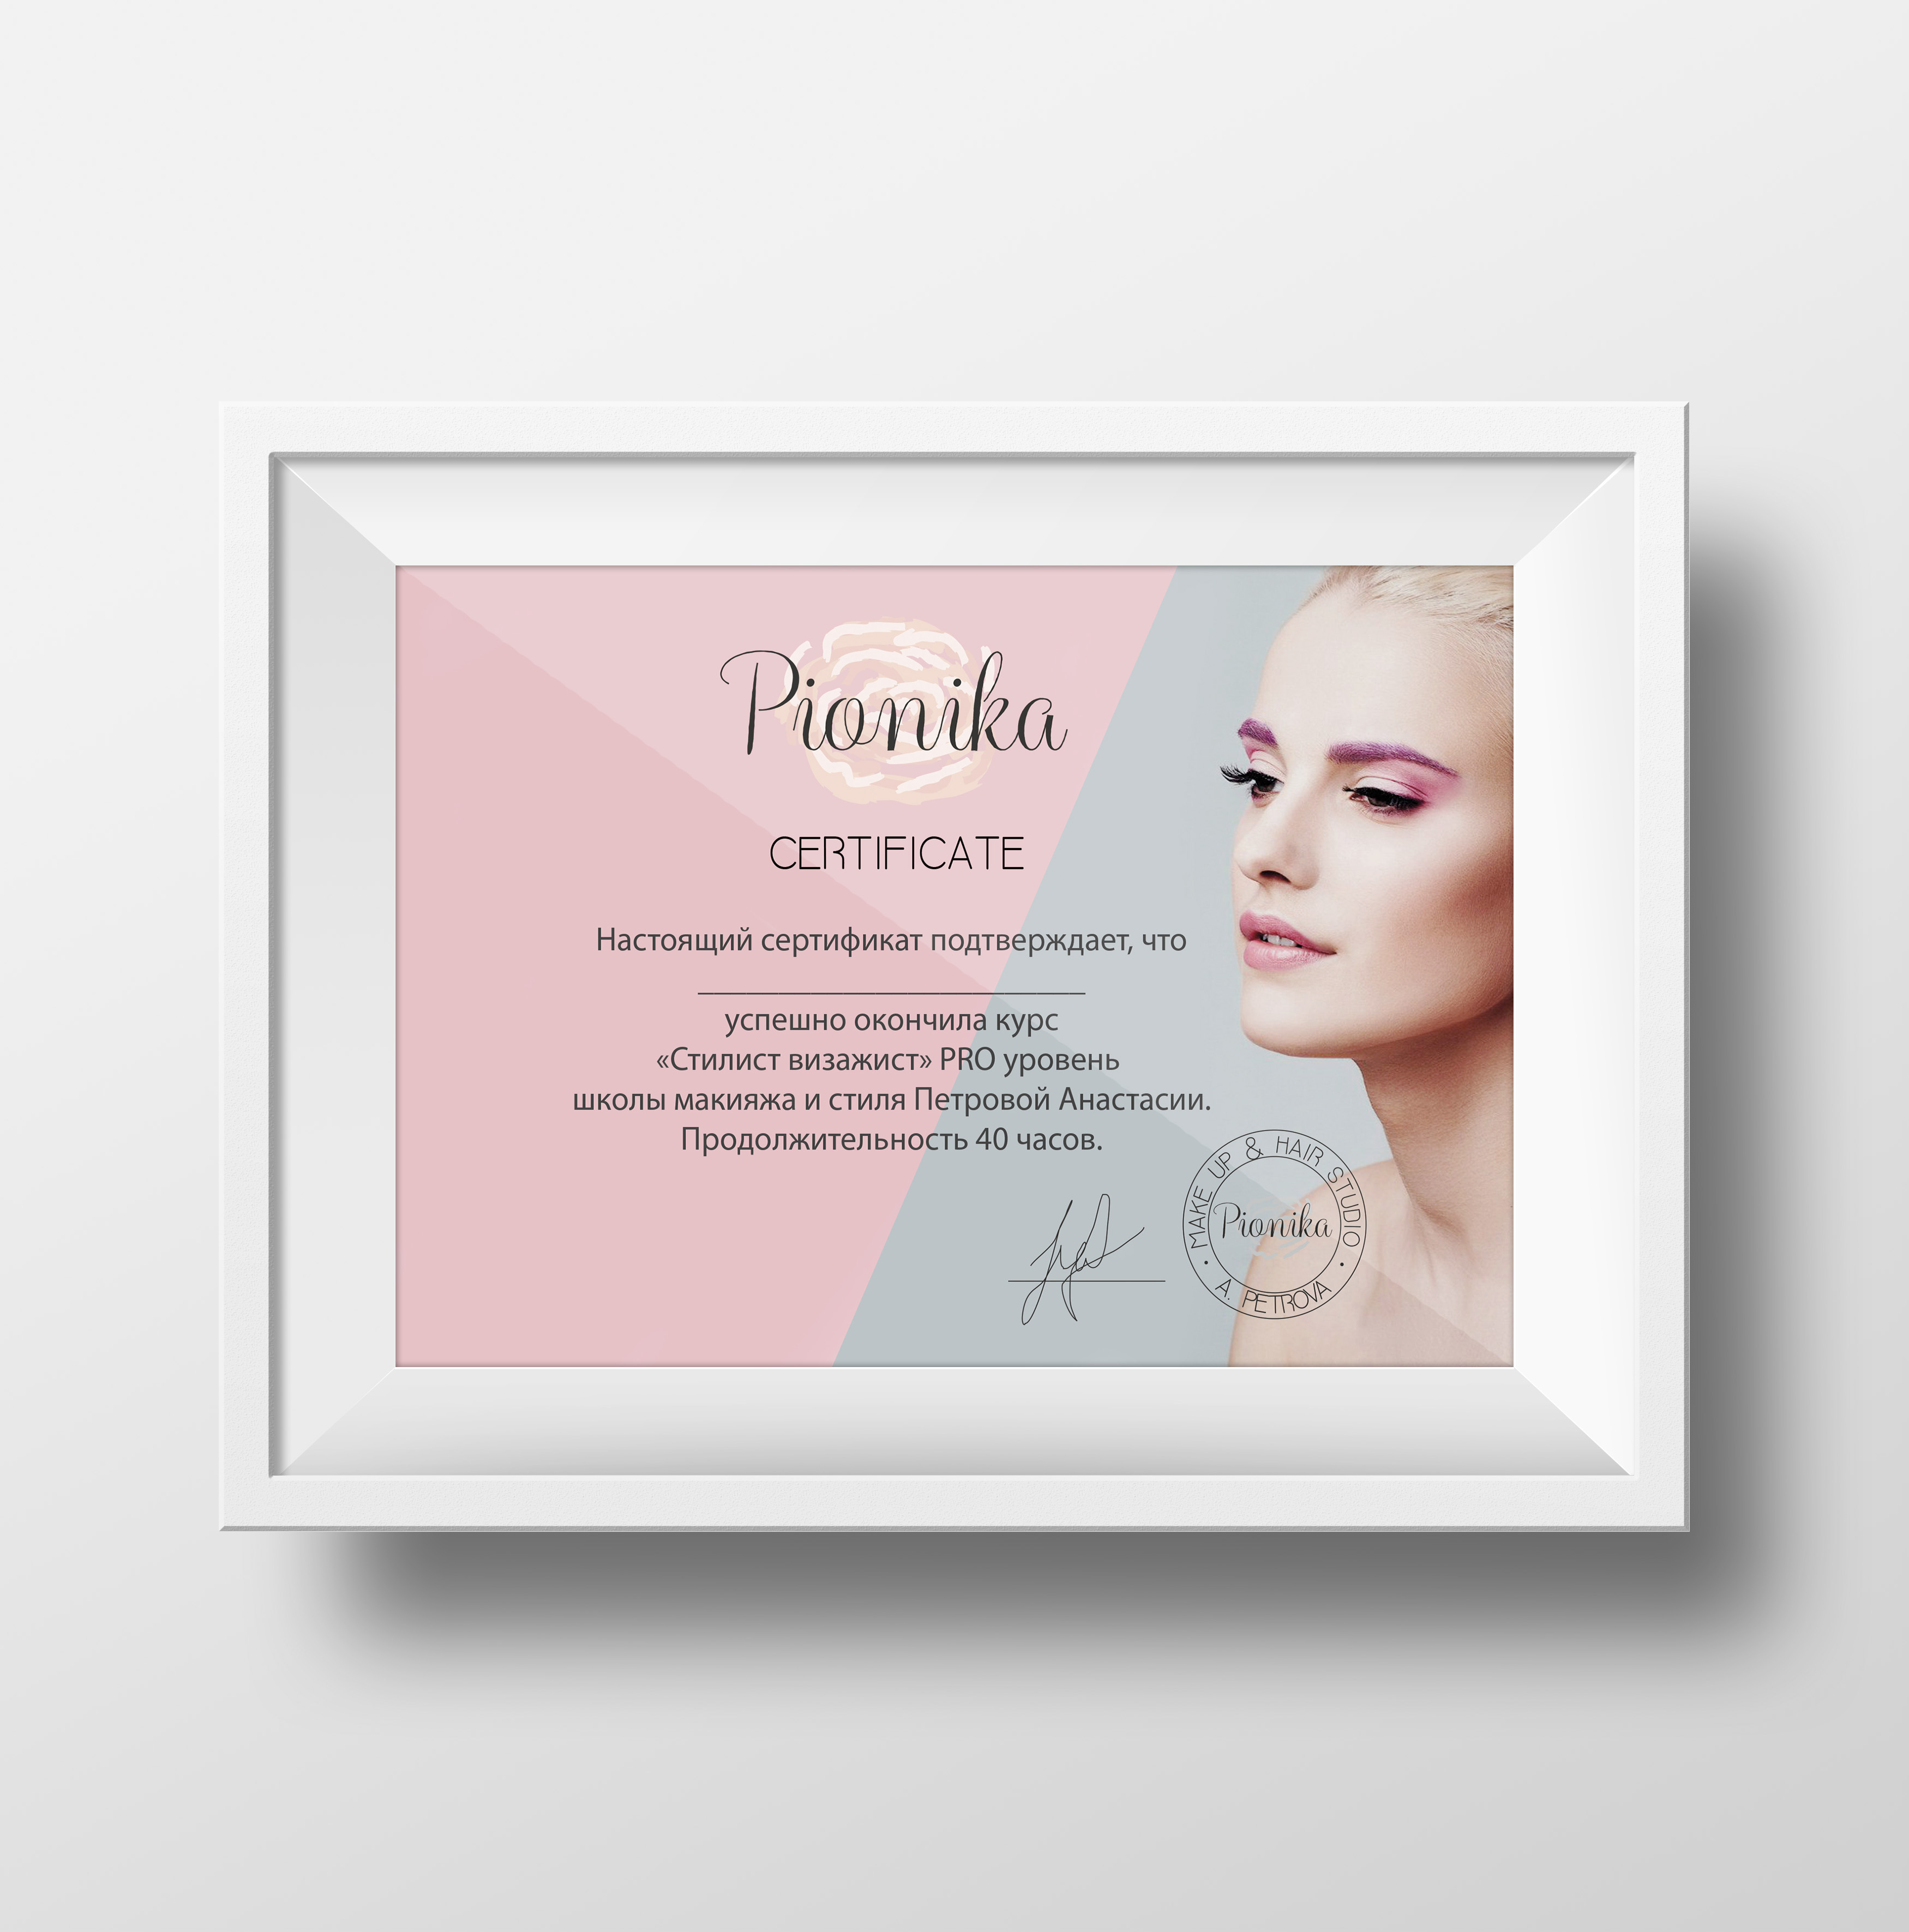 Pionika
CERTIFICATE
Настоящий сертификат подтверждает, что
________________________
успешно окончила курс
«Стилист визажист» PRO уровень
школы макияжа и стиля Петровой Анастасии.
Продолжительность 40 часов.
MAKE UP & HAIR STUDIO
Pionika
A. PETROVA